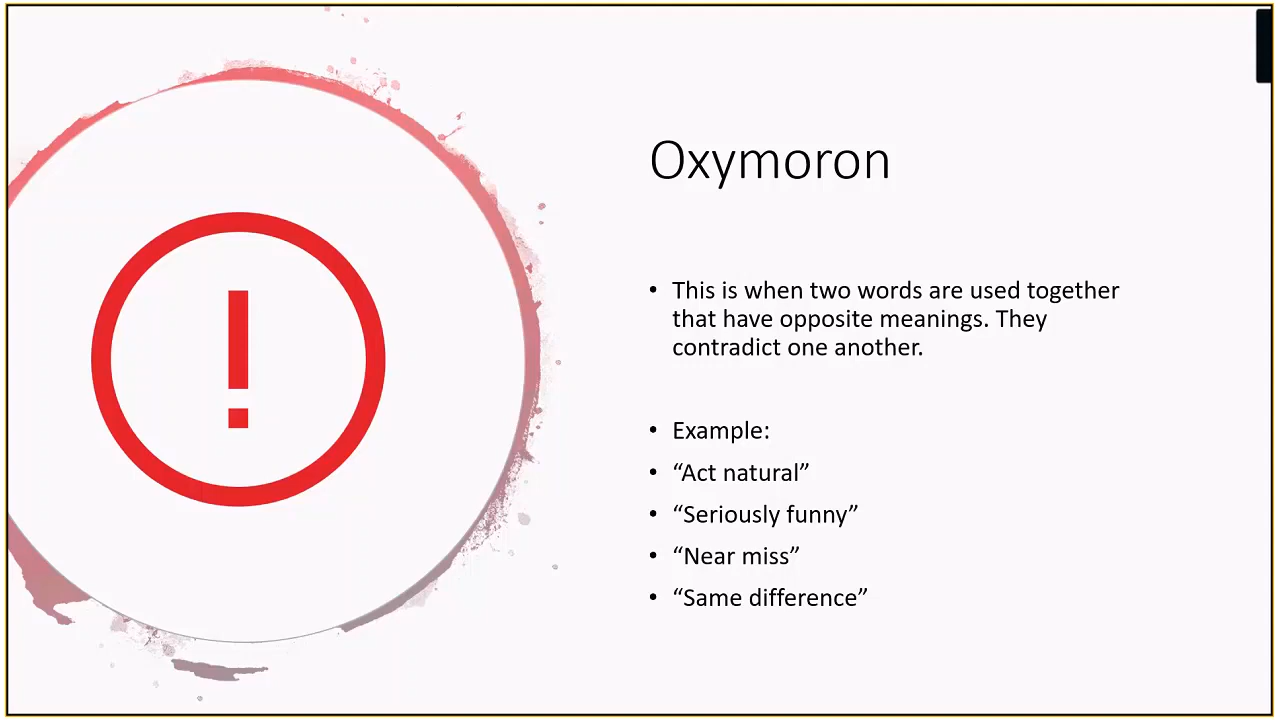 Oxymoron
• This is when two words are used together
that have opposite meanings. They
contradict one another.
• Example:
• “Act natural”
• “Seriously funny”
• “Near miss”
• “Same difference”